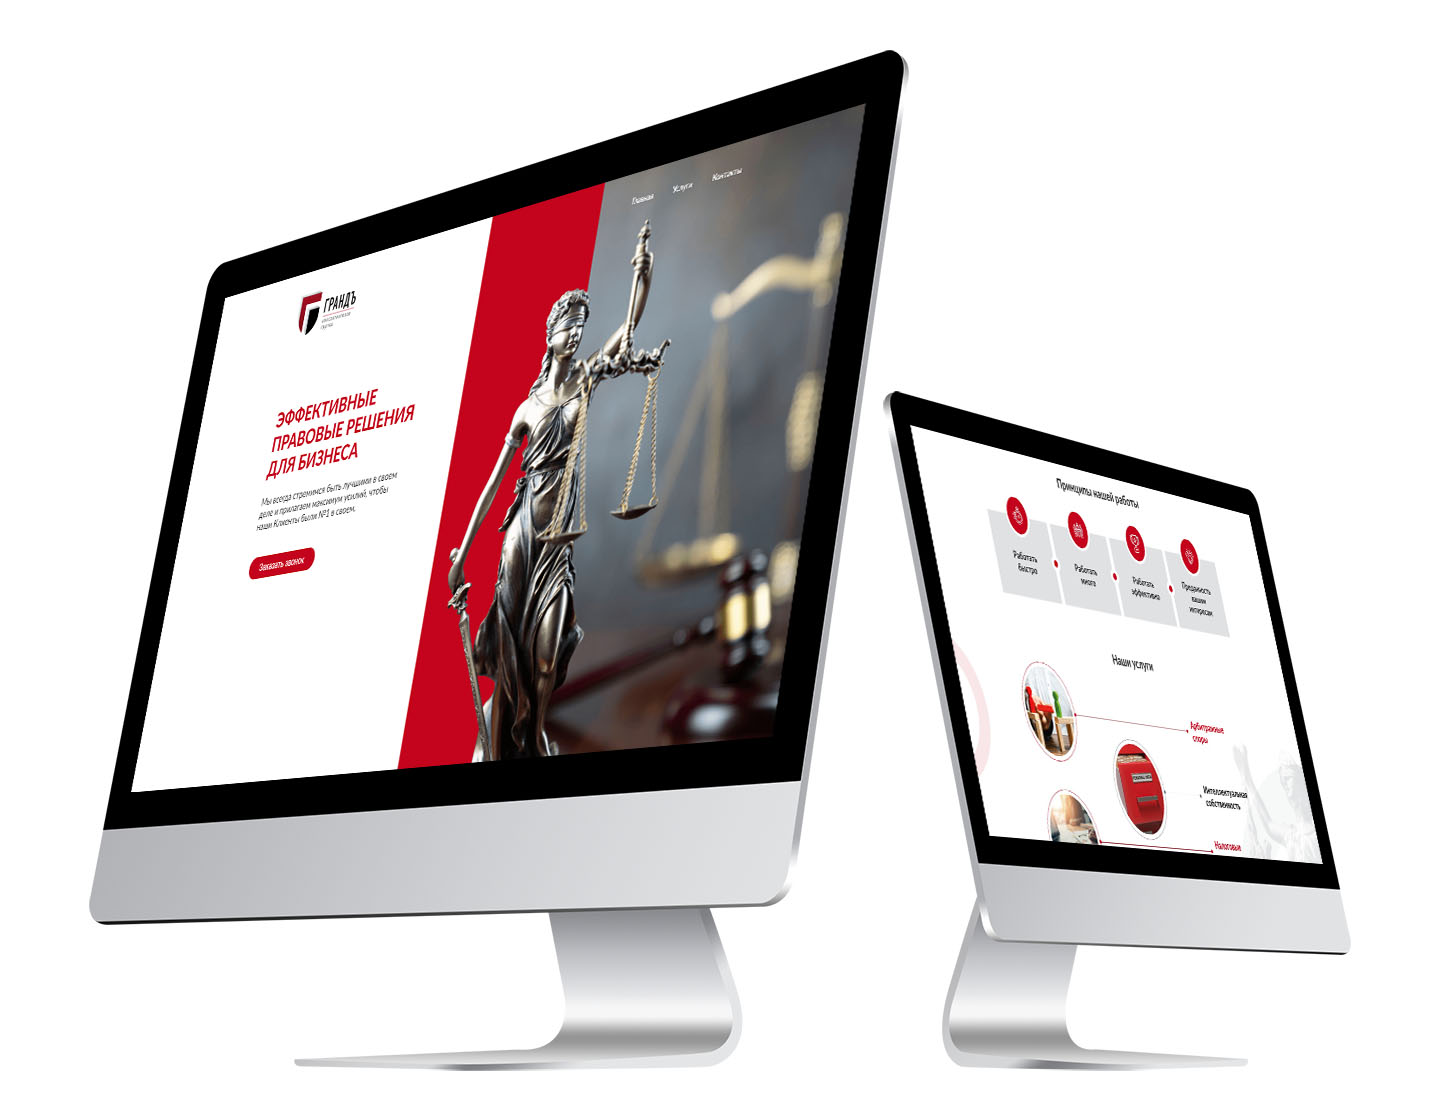 Главная
Услуги
Контакты
ГРАНДЪ
ЭФФЕКТИВНЫЕ
ПРАВОВЫЕ РЕШЕНИЯ
ДЛЯ БИЗНЕСА
Мы всегда стремимся быть лучшими в своем
деле и прилагаем максимум усилий, чтобы
наши Клиенты были №1 в своем.
Заказать звонок
Принципы нашей работы
Работать
быстро
Работать
много
Работать
эффективно
Преданность
вашим
интересам
Наши услуги
Арбитражные
споры
Интеллектуальная
собственность
Налоговые